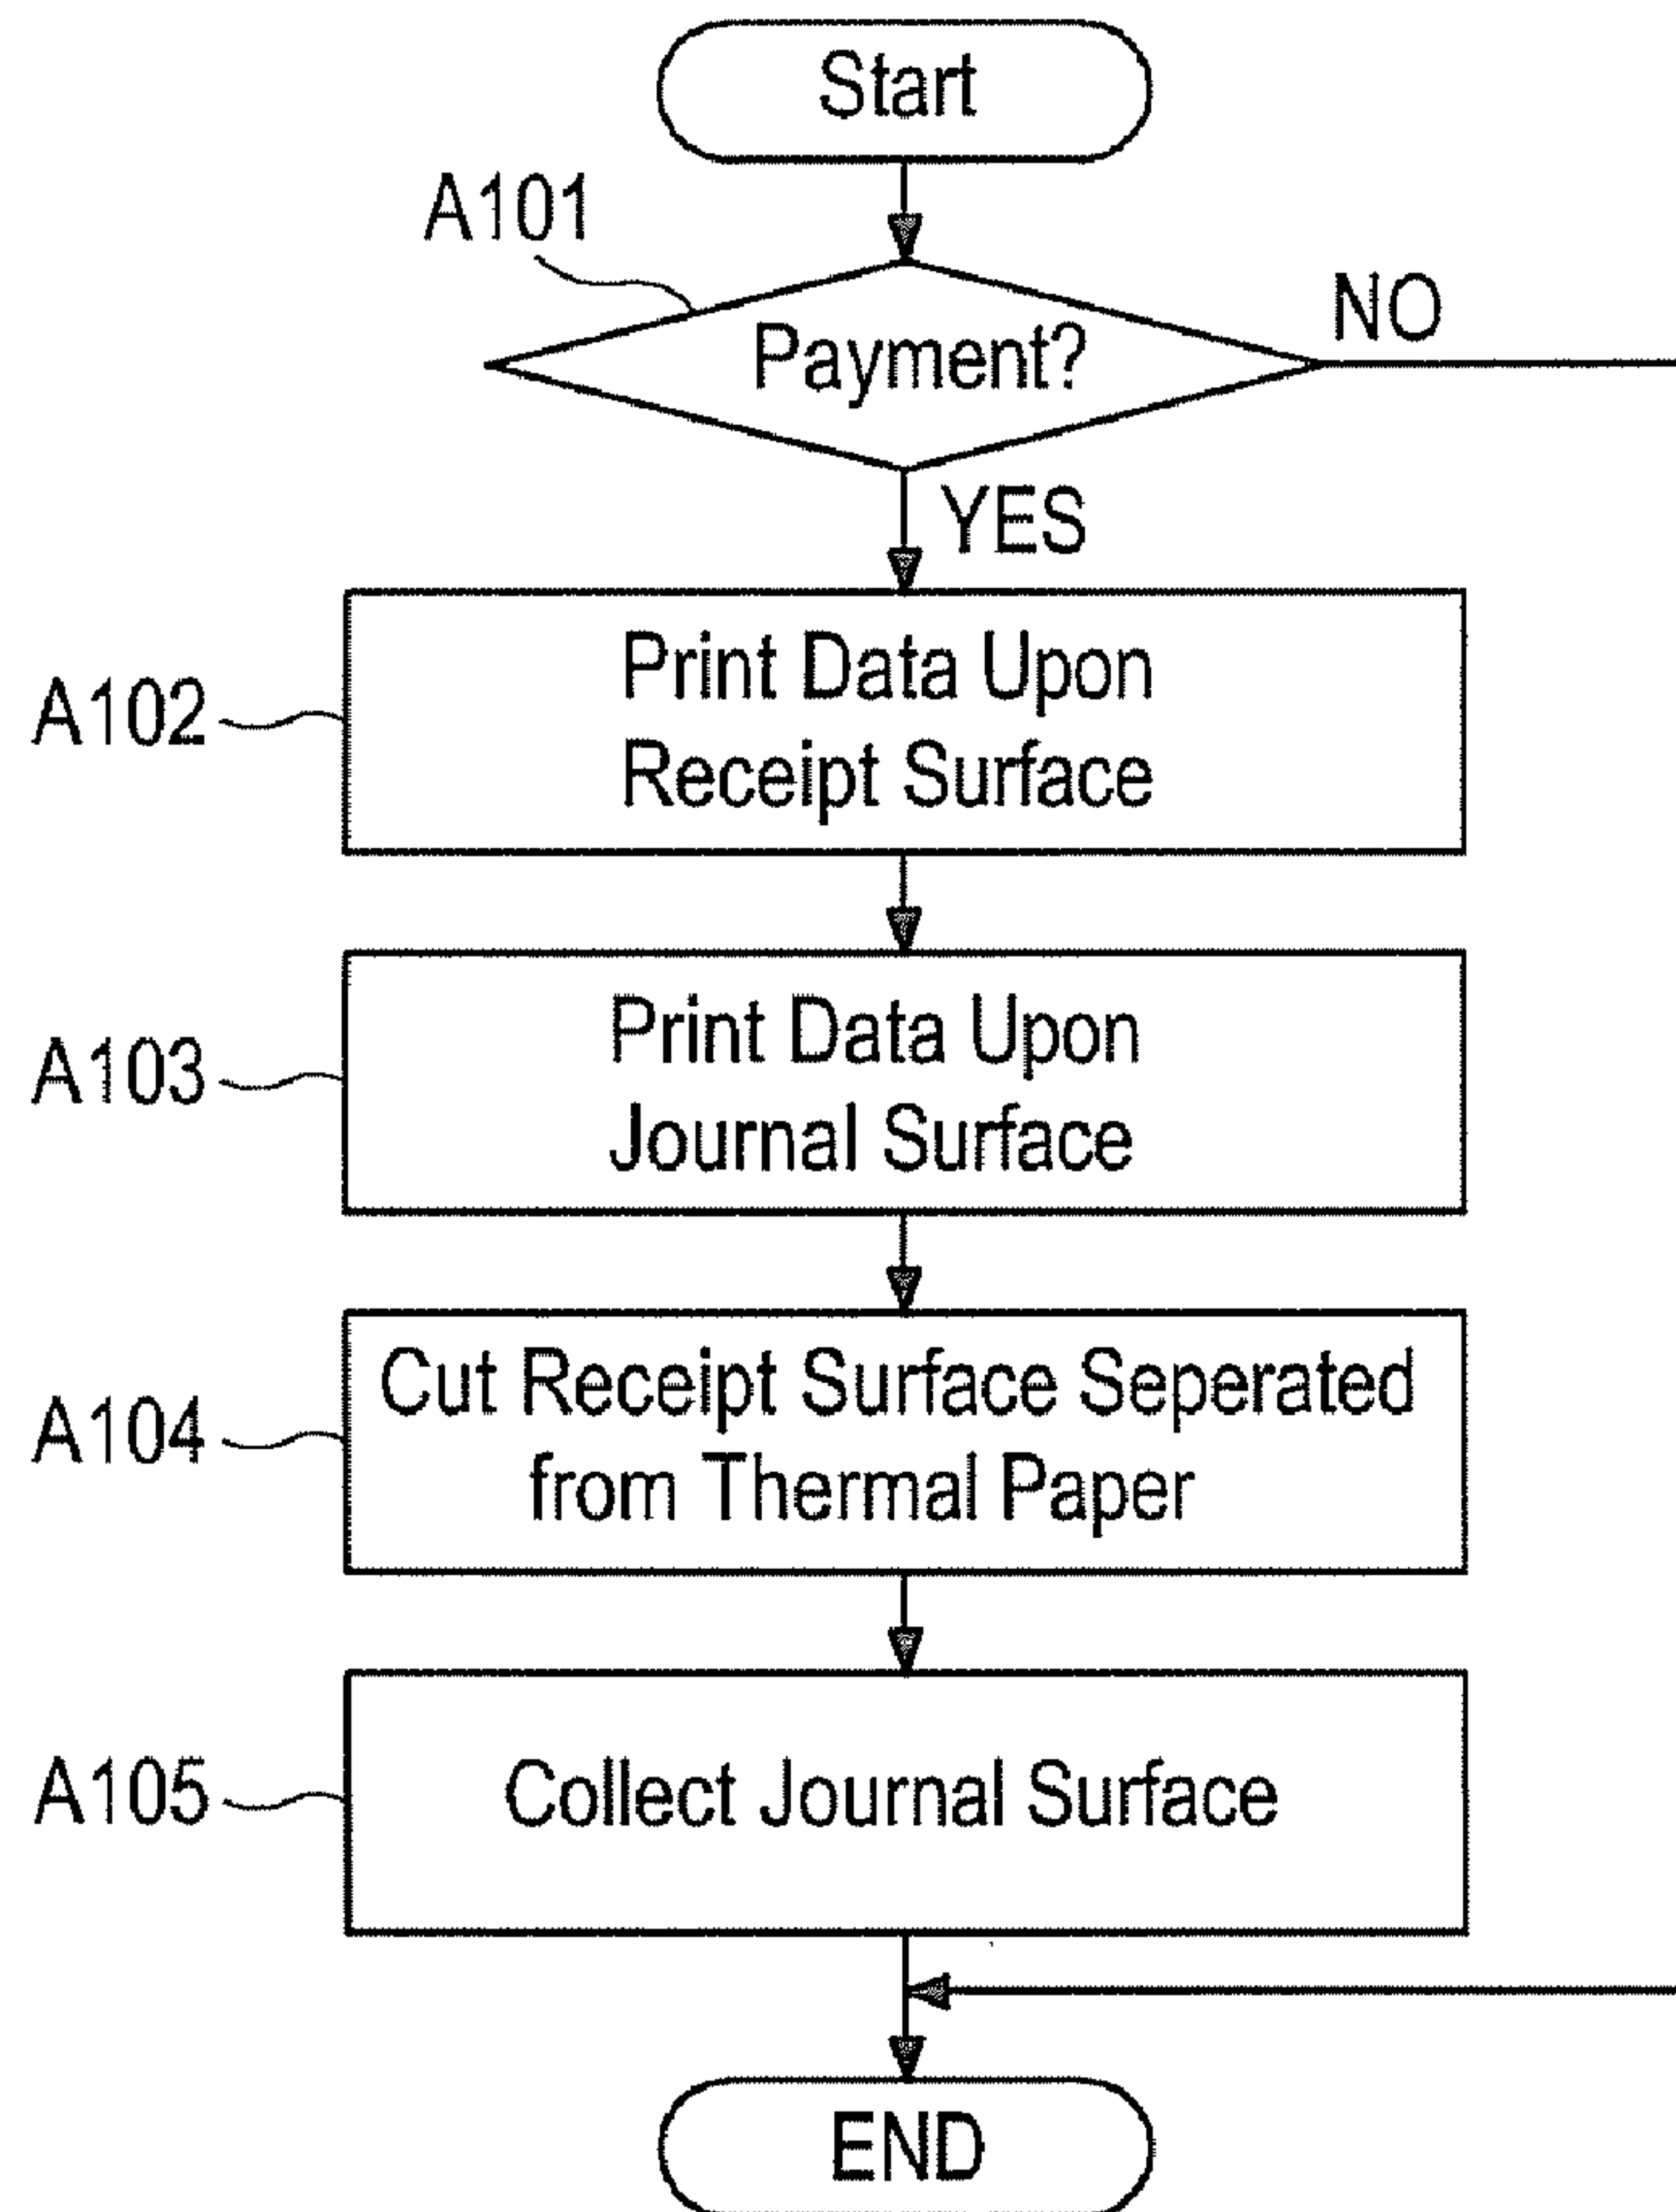 Start
A101
Payment?
NO
YES
A102
Print Data Upon
Receipt Surface
A103
Print Data Upon
Journal Surface
A104
Cut Receipt Surface Seperated
from Thermal Paper
A105
Collect Journal Surface
END